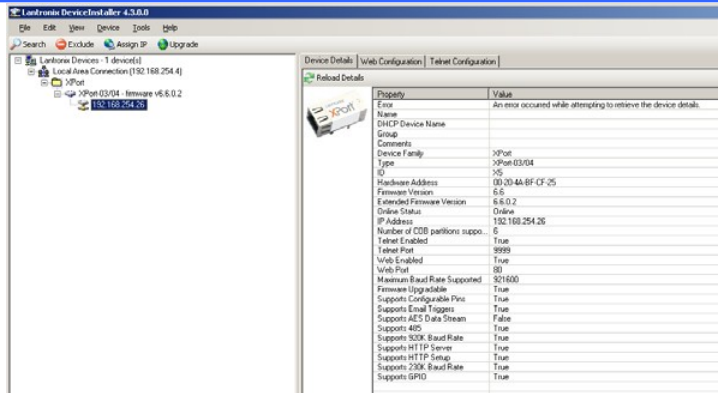 Lantronix DeviceInstaller 4.3.0.0
File Edit View Device Tools Help
Search Exclude Assign IP Upgrade
Lantronix Devices - 1 device(s)
Local Area Connection (192.168.254.4)
XPort
XPort-03/04 - firmware v6.6.0.2
192.168.254.26
Device Details Web Configuration Telnet Configuration
Reload Details
XPort
Property Value
Error An error occurred while attempting to retrieve the device details.
Name
DHCP Device Name
Group
Comments
Device Family XPort
Type XPort-03/04
ID X5
Hardware Address 00-20-4A-BF-CF-25
Firmware Version 6.6
Extended Firmware Version 6.6.0.2
Online Status Online
IP Address 192.168.254.26
Number of COB partitions suppo... 6
Telnet Enabled True
Telnet Port 9999
Web Enabled True
Web Port 80
Maximum Baud Rate Supported 921600
Firmware Upgradable True
Supports Configurable Pins True
Supports Email Triggers True
Supports AES Data Stream False
Supports 485 True
Supports 920K Baud Rate True
Supports HTTP Server True
Supports HTTP Setup True
Supports 230K Baud Rate True
Supports GPIO True